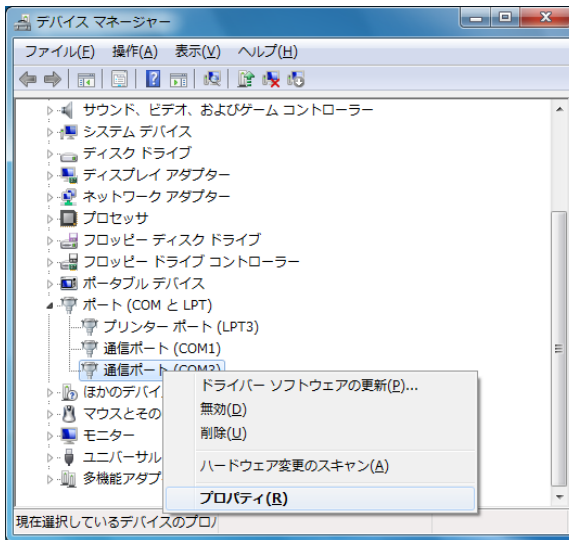 デバイス マネージャー
ファイル(F) 操作(A) 表示(V) ヘルプ(H)
サウンド、ビデオ、およびゲーム コントローラー
システム デバイス
ディスク ドライブ
ディスプレイ アダプター
ネットワーク アダプター
プロセッサ
フロッピー ディスク ドライブ
フロッピー ドライブ コントローラー
ポータブル デバイス
ポート (COM と LPT)
プリンター ポート (LPT3)
通信ポート (COM1)
通信ポート
ほかのデバイ
マウスとその
モニター
ユニバーサル
多機能アダプ
ドライバー ソフトウェアの更新(P)...
無効(D)
削除(U)
ハードウェア変更のスキャン(A)
プロパティ(R)
現在選択しているデバイスのプロ